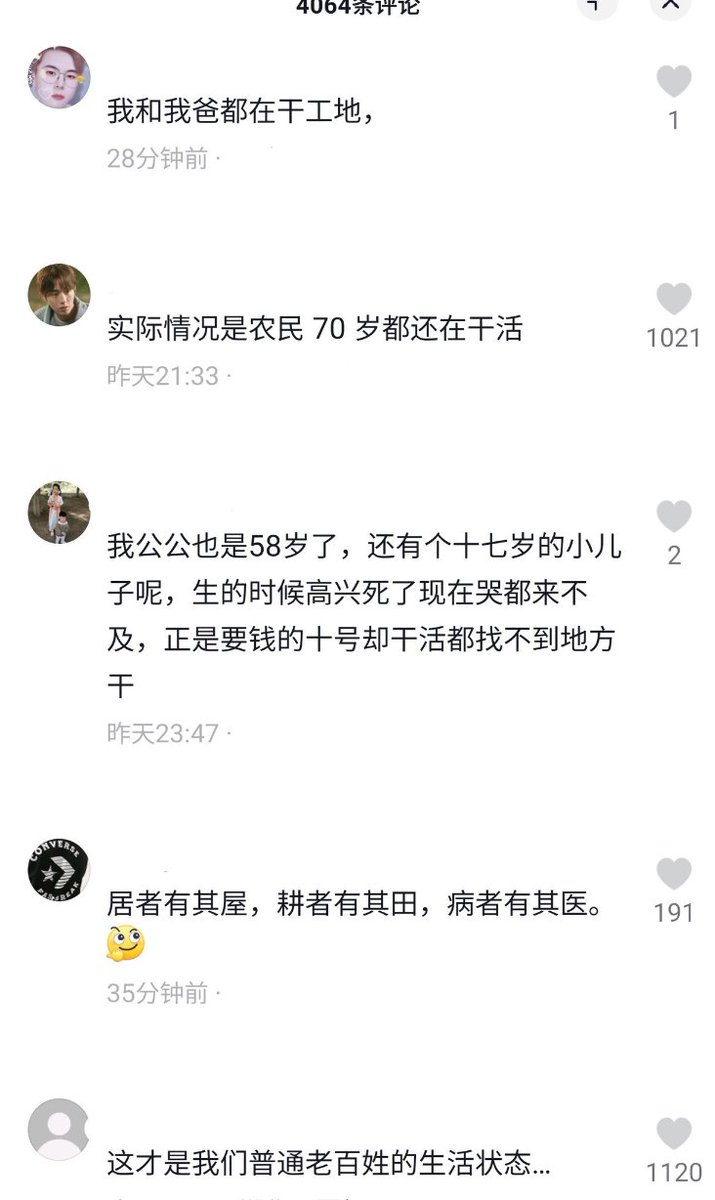 4064条评论
我和我爸都在干工地，
28分钟前 ·
1
实际情况是农民 70 岁都还在干活
1021
昨天21:33 ·
我公公也是58岁了，还有个十七岁的小儿
子呢，生的时候高兴死了现在哭都来不
2
及，正是要钱的十号却干活都找不到地方
干
昨天23:47 ·
CONVERSE
居者有其屋，耕者有其田，病者有其医。
191
35分钟前 ·
这才是我们普通老百姓的生活状态...
1120